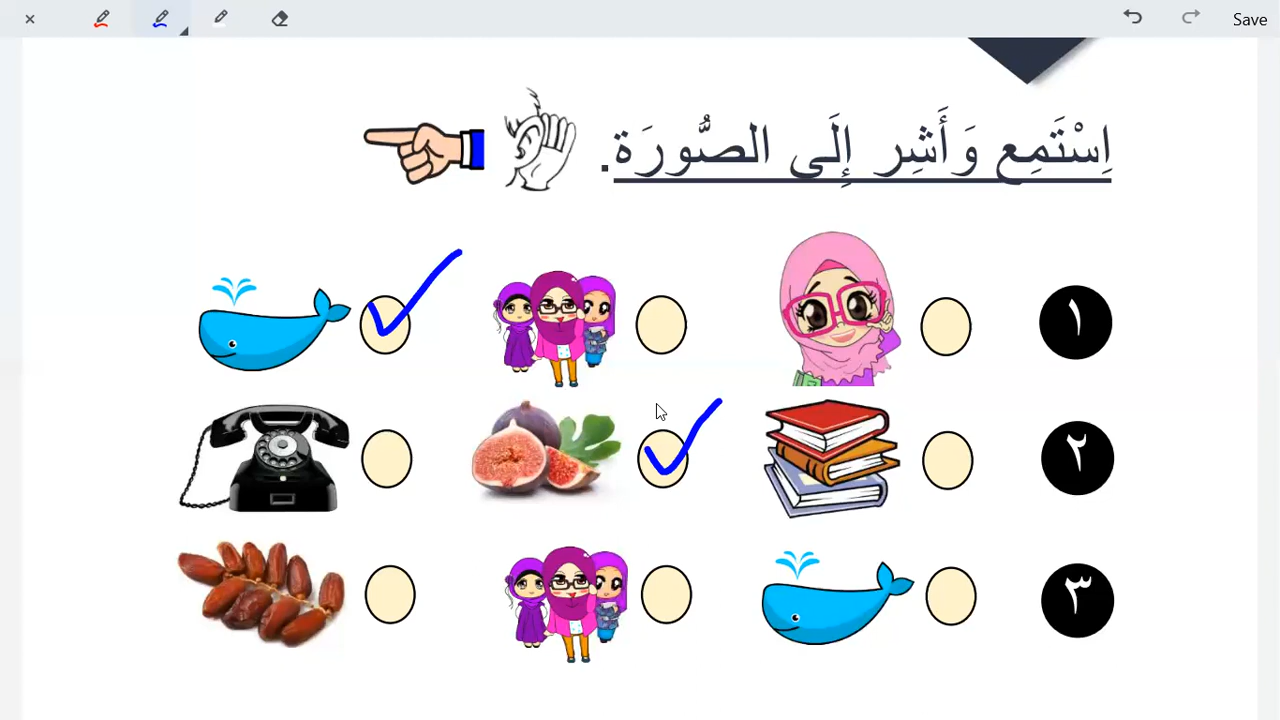 Save
اِسْتَمِع وَأَشِر إِلَى الصُّورَة.
١
٢
٣